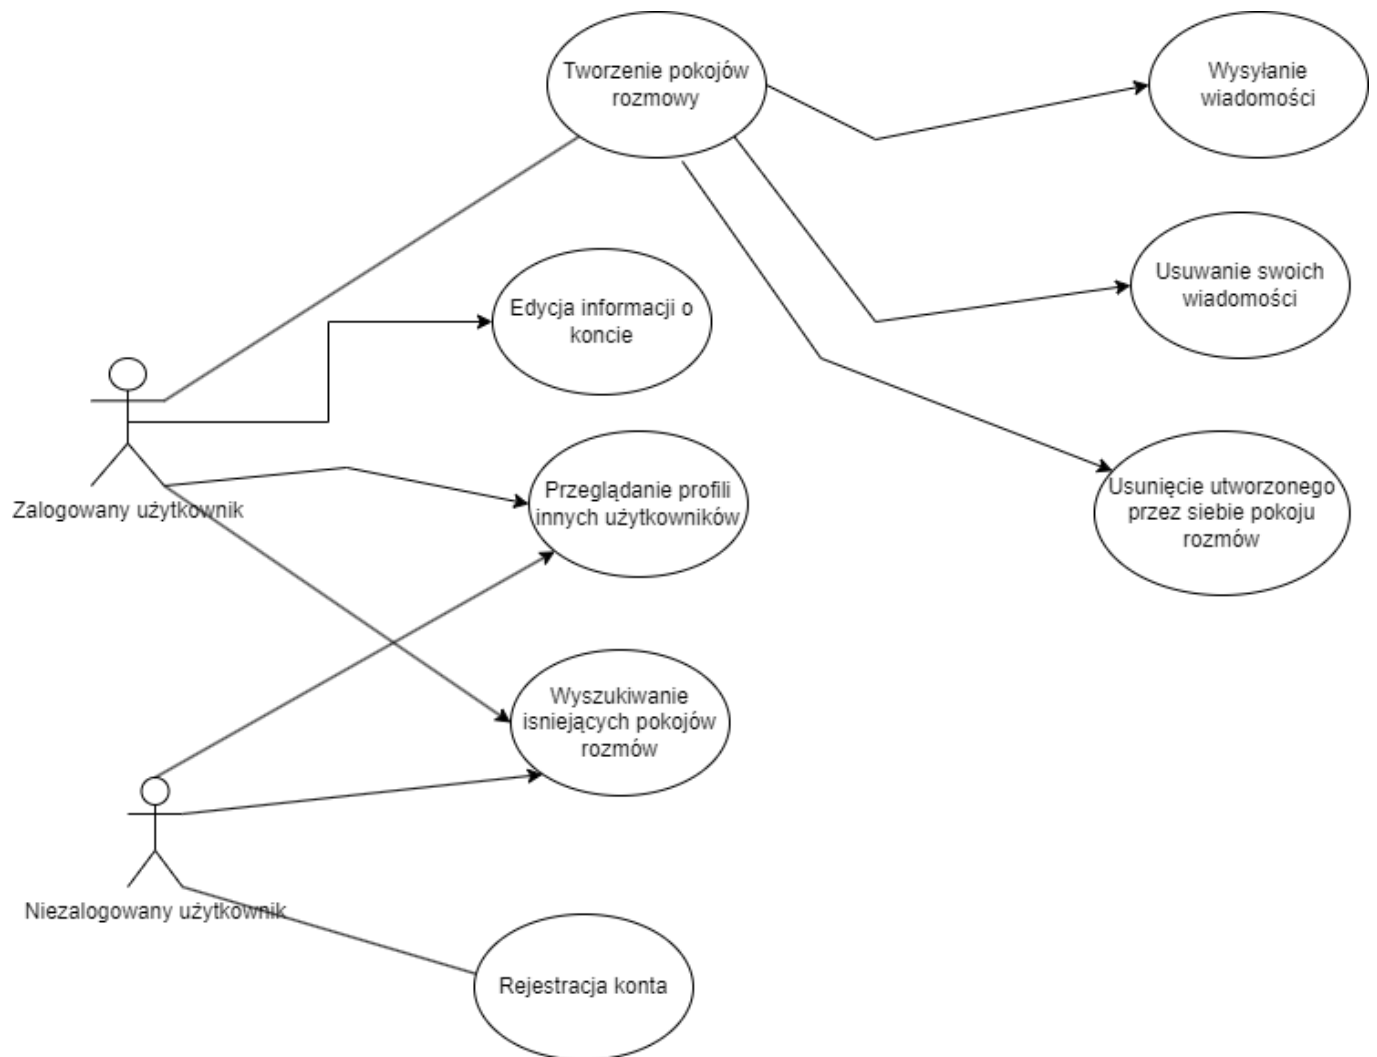 Tworzenie pokojów
rozmowy
Wysyłanie
wiadomości
Usuwanie swoich
wiadomości
Edycja informacji o
koncie
Zalogowany użytkownik
Przeglądanie profili
innych użytkowników
Usunięcie utworzonego
przez siebie pokoju
rozmów
Wyszukiwanie
isniejących pokojów
rozmów
Niezalogowany użytkownik
Rejestracja konta